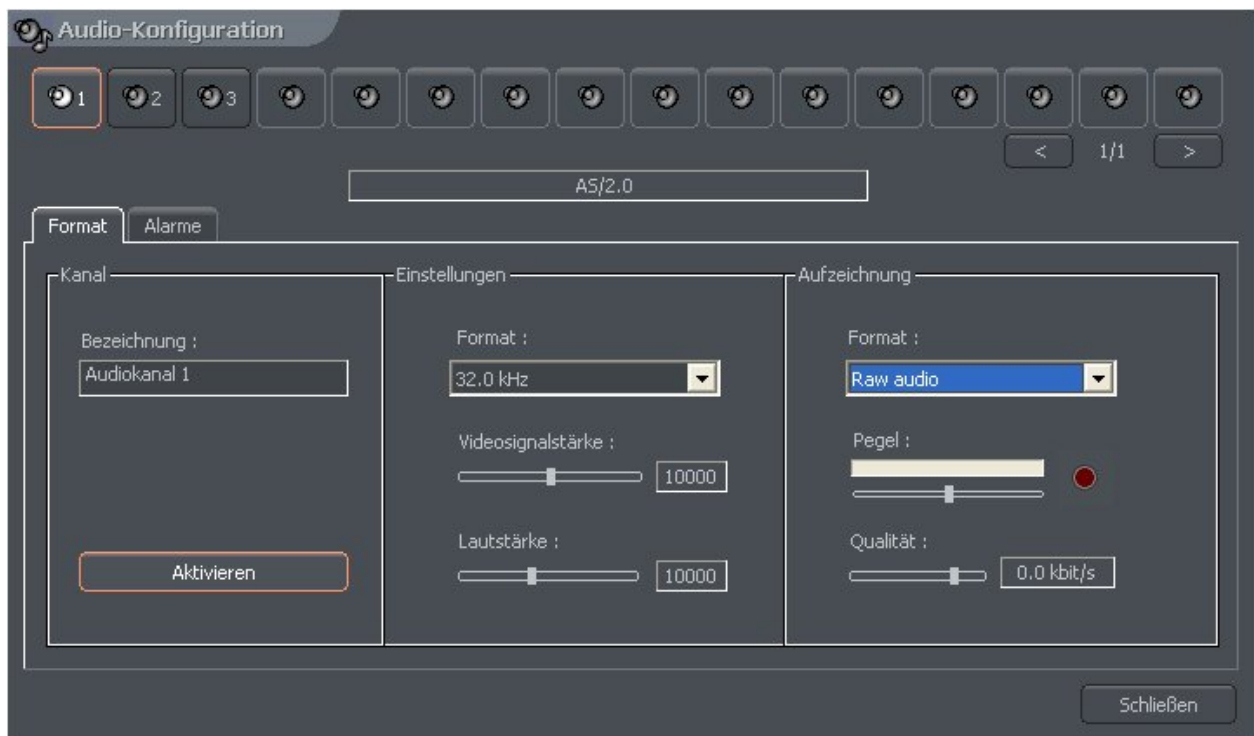 Audio-Konfiguration
1 2 3
< 1/1 >
AS/2.0
Format Alarme
Kanal
Bezeichnung :
Audiokanal 1
Aktivieren
Einstellungen
Format :
32.0 kHz
Videosignalstärke :
10000
Lautstärke :
10000
Aufzeichnung
Format :
Raw audio
Pegel :
Qualität :
0.0 kbit/s
Schließen